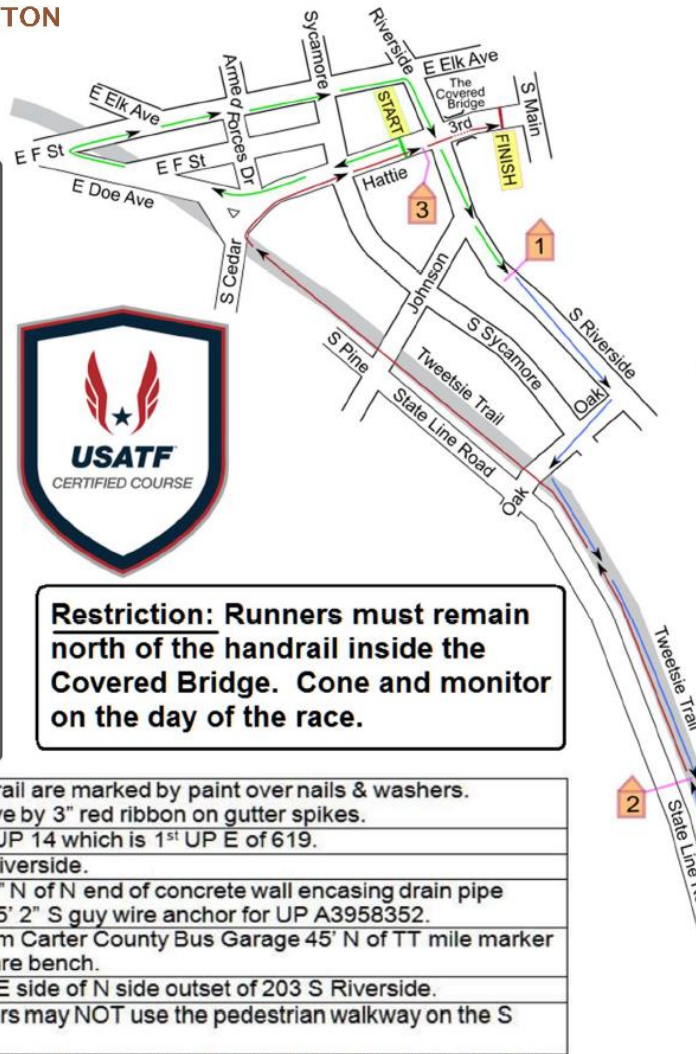 TON
Sycamore
Riverside
E Elk Ave
Armed Forces Dr
E Elk Ave
The
Covered
Bridge
S Main
START
3rd
FINISH
E F St
E F St
Hattie
E Doe Ave
3
1
S Cedar
Johnson
S Riverside
S Pine
S Sycamore
Tweetsie Trail
Oak
State Line Road
Oak
USATF
CERTIFIED COURSE
Restriction: Runners must remain
north of the handrail inside the
Covered Bridge. Cone and monitor
on the day of the race.
Tweetsie Trail
2
State Line
rail are marked by paint over nails & washers.
ve by 3” red ribbon on gutter spikes.
UP 14 which is 1st UP E of 619.
iverside.
” N of N end of concrete wall encasing drain pipe
5’ 2” S guy wire anchor for UP A3958352.
m Carter County Bus Garage 45’ N of TT mile marker
are bench.
E side of N side outset of 203 S Riverside.
rs may NOT use the pedestrian walkway on the S